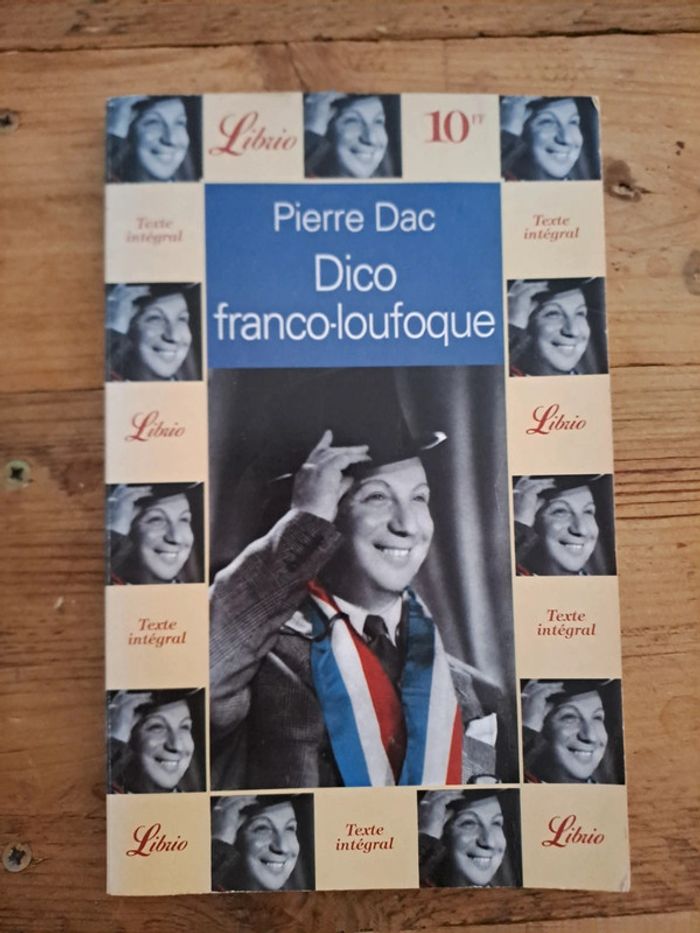 Librio
10FF
Pierre Dac
Dico
franco-loufoque
Texte
intégral
Texte
intégral
Librio
Librio
Texte
intégral
Texte
intégral
Librio
Texte
intégral
Librio